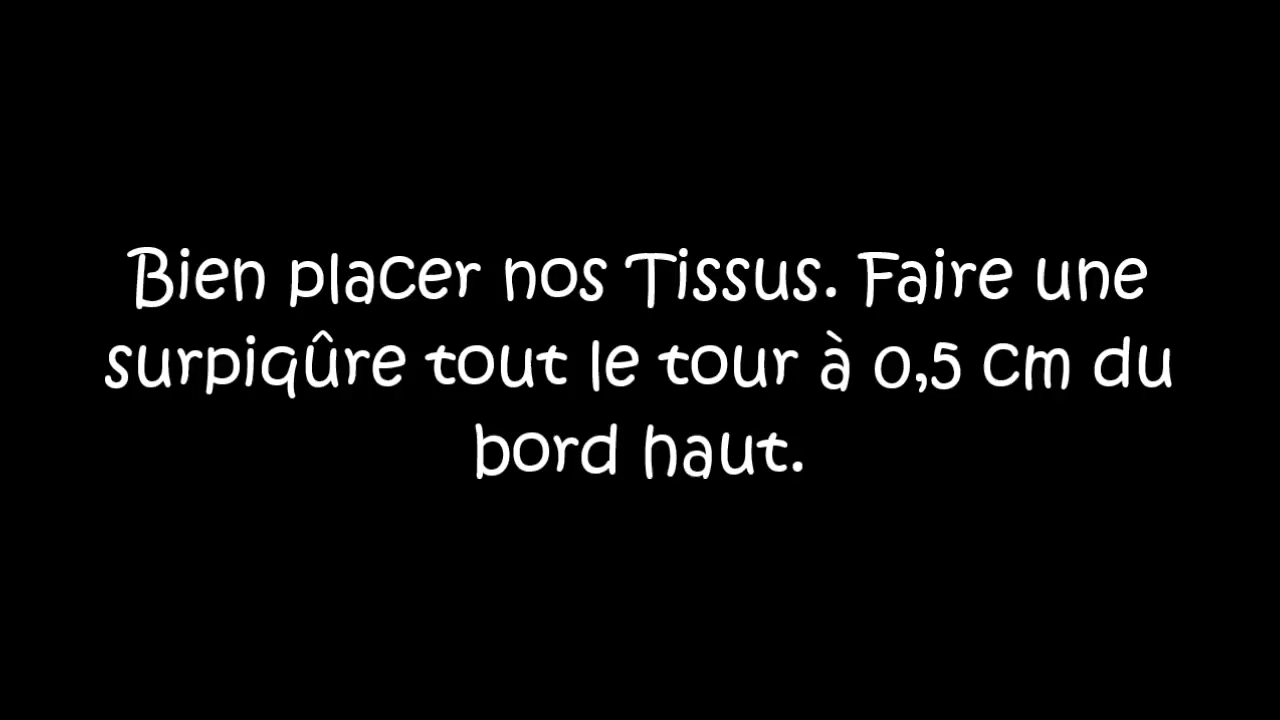 Bien placer nos Tissus. Faire une
surpiqûre tout le tour à 0,5 cm du
bord haut.